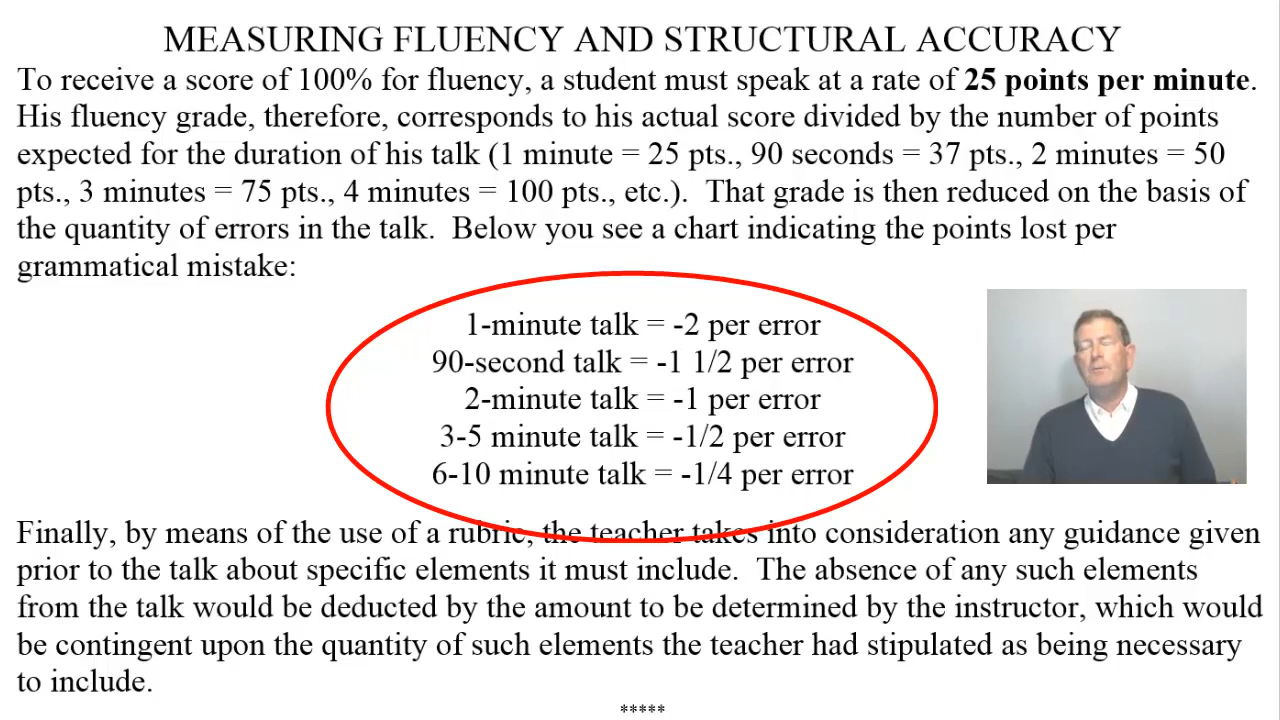 MEASURING FLUENCY AND STRUCTURAL ACCURACY
To receive a score of 100% for fluency, a student must speak at a rate of 25 points per minute.
His fluency grade, therefore, corresponds to his actual score divided by the number of points
expected for the duration of his talk (1 minute = 25 pts., 90 seconds = 37 pts., 2 minutes = 50
pts., 3 minutes = 75 pts., 4 minutes = 100 pts., etc.).  That grade is then reduced on the basis of
the quantity of errors in the talk.  Below you see a chart indicating the points lost per
grammatical mistake:
1-minute talk = -2 per error
90-second talk = -1 1/2 per error
2-minute talk = -1 per error
3-5 minute talk = -1/2 per error
6-10 minute talk = -1/4 per error
Finally, by means of the use of a rubric, the teacher takes into consideration any guidance given
prior to the talk about specific elements it must include.  The absence of any such elements
from the talk would be deducted by the amount to be determined by the instructor, which would
be contingent upon the quantity of such elements the teacher had stipulated as being necessary
to include.
*****